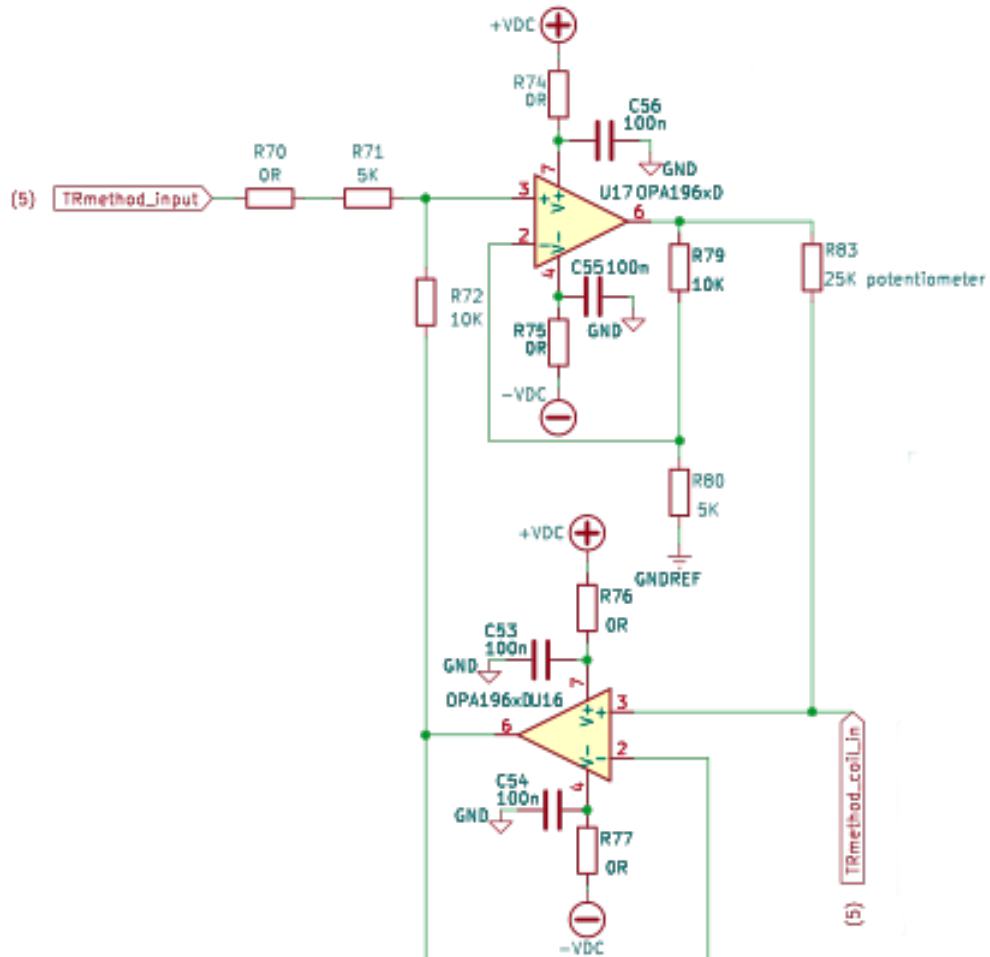 +VDC
R74
0R
C56
100n
7
GND
R70
0R
R71
5K
(5)
TRmethod_input
3
+
V+
U17 OPA196xD
6
2
-
V-
4
C55 100n
R79
10K
R83
25K potentiometer
R72
10K
R75
0R
GND
-VDC
R80
5K
GNDREF
+VDC
R76
0R
C53
100n
GND
7
OPA196xDU16
6
V+
+
3
V-
-
2
4
C54
100n
GND
R77
0R
-VDC
TRmethod_coil_in
(5)